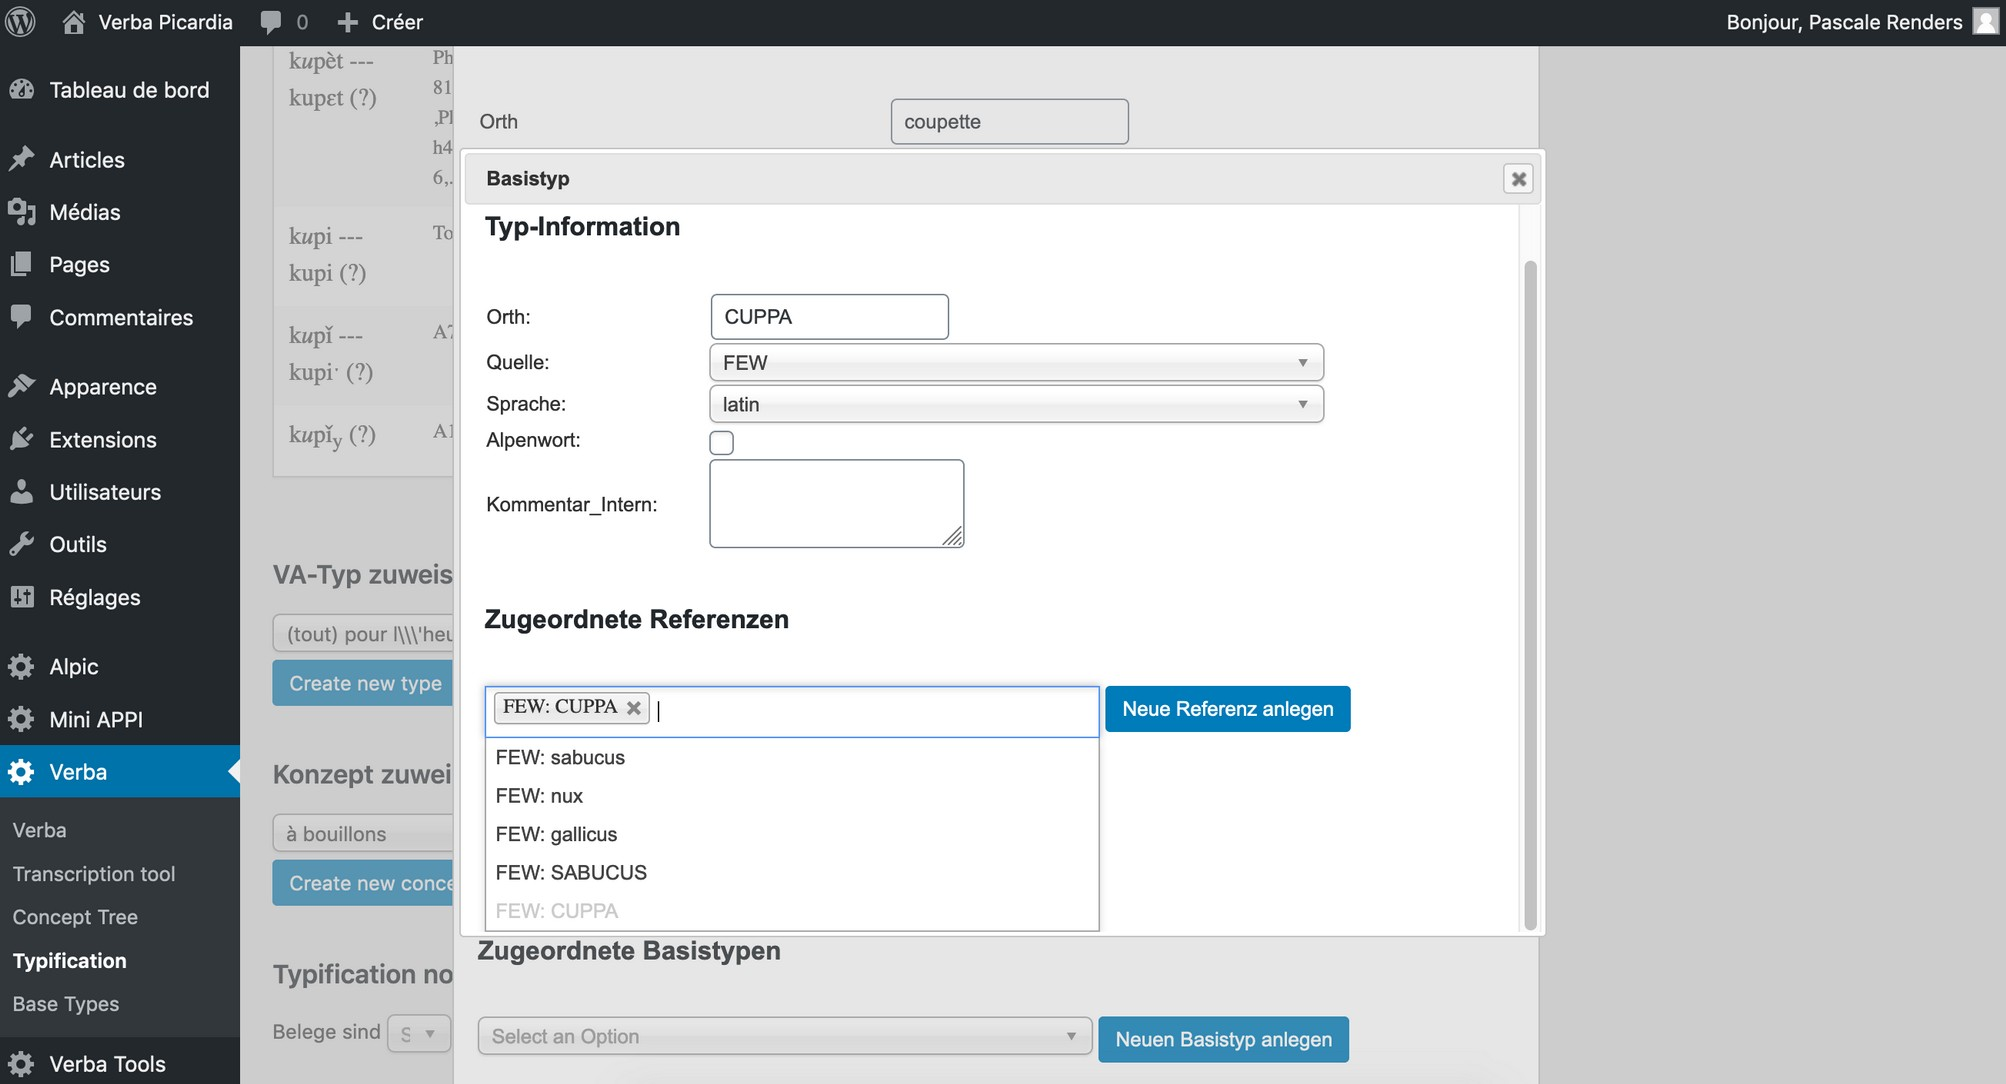 Verba Picardia 0 Créer Bonjour, Pascale Renders
Tableau de bord
Articles
Médias
Pages
Commentaires
Apparence
Extensions
Utilisateurs
Outils
Réglages
Alpic
Mini APPI
Verba
Verba
Transcription tool
Concept Tree
Typification
Base Types
Verba Tools
kupèt ---
kupɛt (?)
Ph
81
,Pl
h4
6,.
kupi ---
kupi (?)
To
kupǐ ---
kupi· (?)
kupǐy (?)
VA-Typ zuweis
(tout) pour l\\\'heu
Create new type
Konzept zuwei
à bouillons
Create new conce
Typification no
Belege sind S
Orth coupette
Basistyp
Typ-Information
Orth: CUPPA
Quelle: FEW
Sprache: latin
Alpenwort:
Kommentar_Intern:
Zugeordnete Referenzen
FEW: CUPPA Neue Referenz anlegen
FEW: sabucus
FEW: nux
FEW: gallicus
FEW: SABUCUS
FEW: CUPPA
Zugeordnete Basistypen
Select an Option Neuen Basistyp anlegen